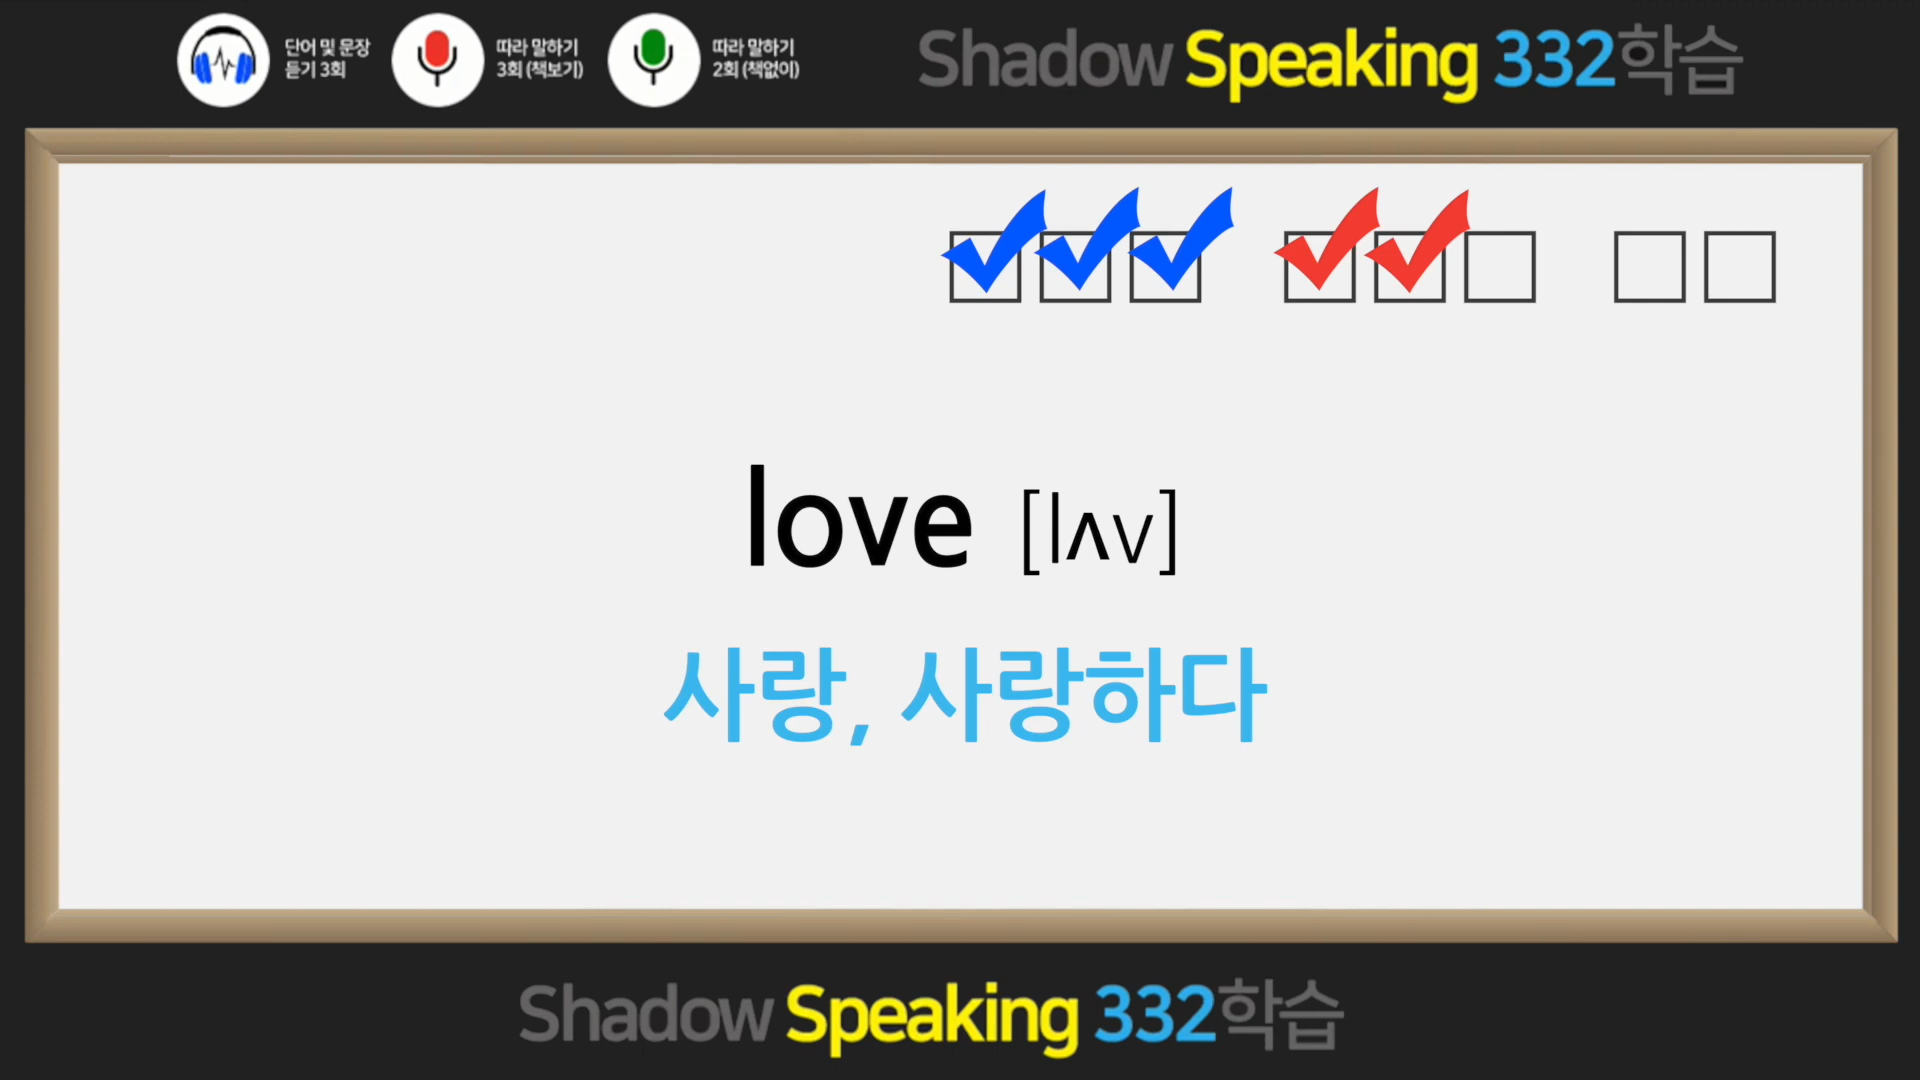 단어 및 문장
듣기 3회
따라 말하기
3회 (책보기)
따라 말하기
2회 (책없이)
Shadow Speaking 332학습
love [lʌv]
사랑, 사랑하다
Shadow Speaking 332학습